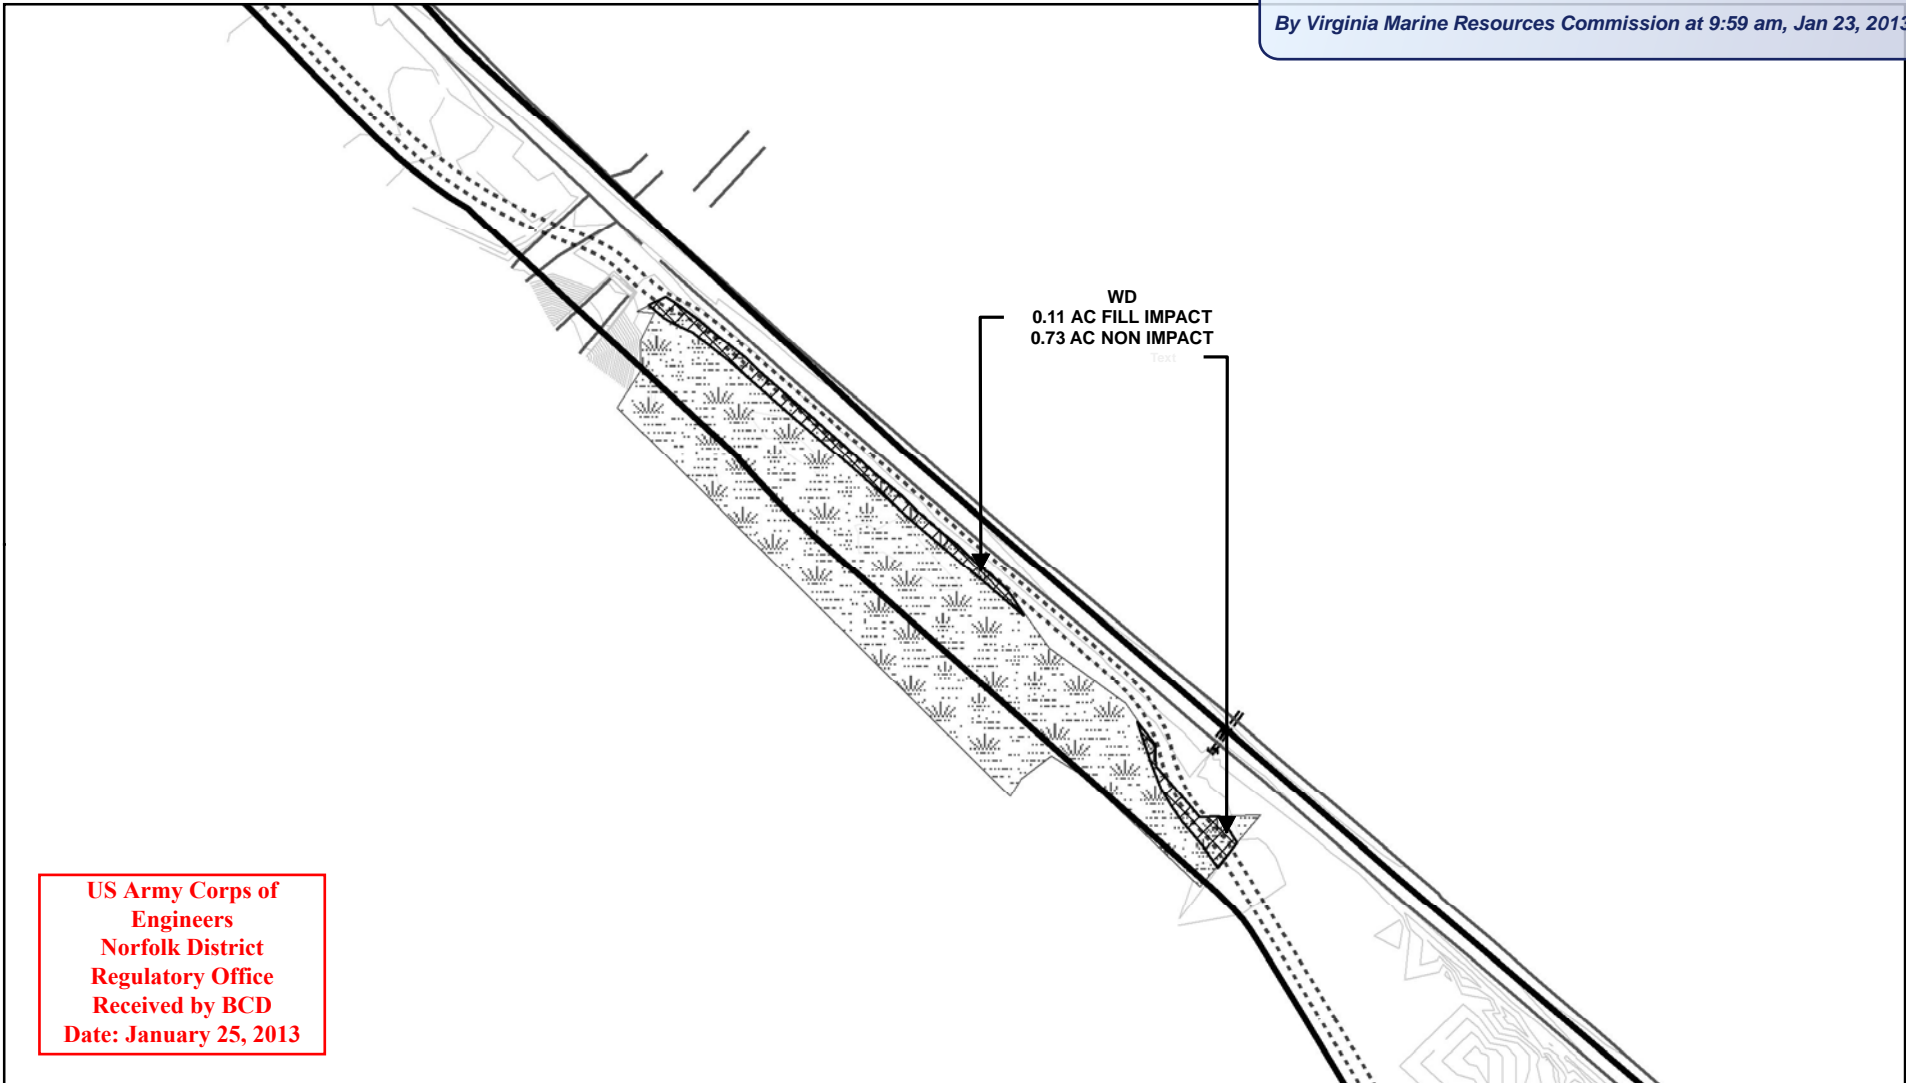 By Virginia Marine Resources Commission at 9:59 am, Jan 23, 2013
WD
0.11 AC FILL IMPACT
0.73 AC NON IMPACT
Text
US Army Corps of
Engineers
Norfolk District
Regulatory Office
Received by BCD
Date: January 25, 2013